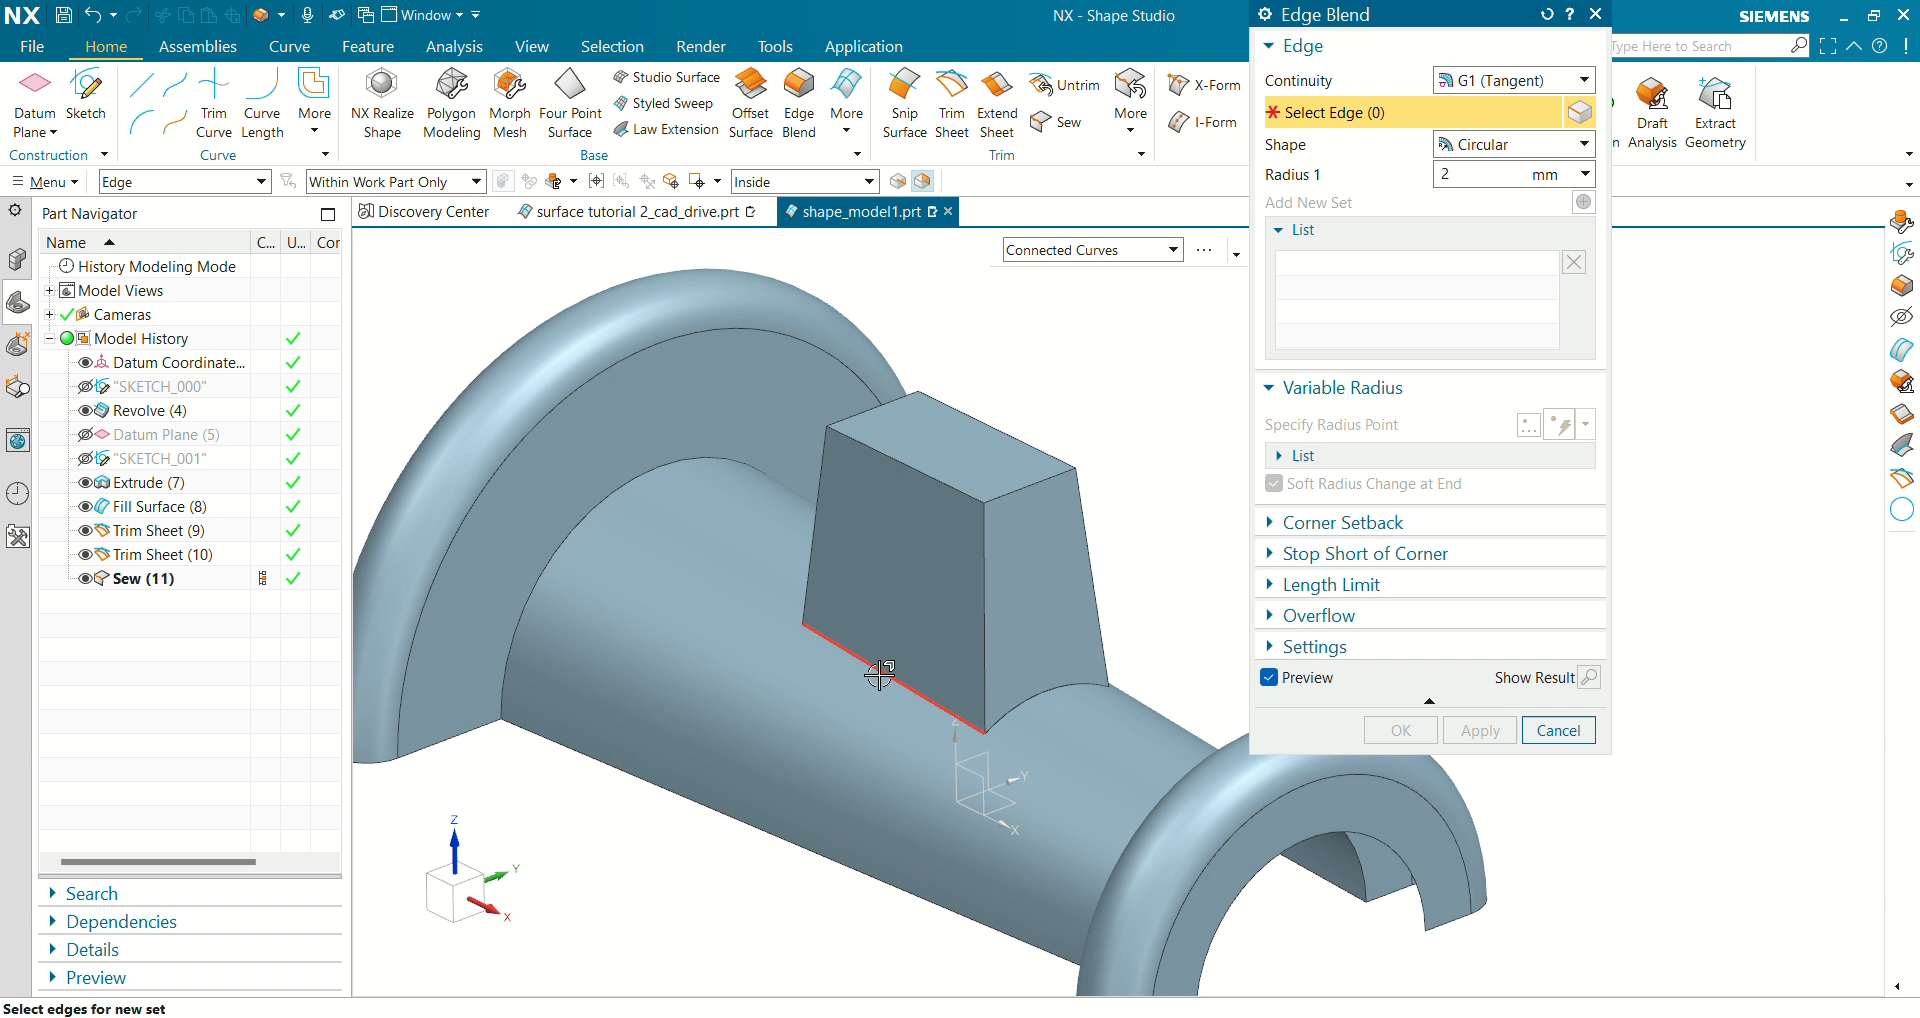 NX
Window
NX - Shape Studio
Edge Blend
SIEMENS
File
Home
Assemblies
Curve
Feature
Analysis
View
Selection
Render
Tools
Application
Type Here to Search
Datum Plane
Sketch
Trim Curve
Curve Length
More
NX Realize Shape
Polygon Modeling
Morph Mesh
Four Point Surface
Studio Surface
Styled Sweep
Law Extension
Offset Surface
Edge Blend
More
Snip Surface
Trim Sheet
Extend Sheet
Untrim
Sew
More
X-Form
I-Form
n
Draft Analysis
Extract Geometry
Construction
Curve
Base
Trim
Menu
Edge
Within Work Part Only
Inside
Part Navigator
Discovery Center
surface tutorial 2_cad_drive.prt
shape_model1.prt
Name
C...
U...
Cor
Connected Curves
History Modeling Mode
Model Views
Cameras
Model History
Datum Coordinate...
"SKETCH_000"
Revolve (4)
Datum Plane (5)
"SKETCH_001"
Extrude (7)
Fill Surface (8)
Trim Sheet (9)
Trim Sheet (10)
Sew (11)
Search
Dependencies
Details
Preview
Edge
Continuity
G1 (Tangent)
* Select Edge (0)
Shape
Circular
Radius 1
2
mm
Add New Set
List
Variable Radius
Specify Radius Point
List
Soft Radius Change at End
Corner Setback
Stop Short of Corner
Length Limit
Overflow
Settings
Preview
Show Result
OK
Apply
Cancel
Z
Y
X
Z
Y
X
Select edges for new set